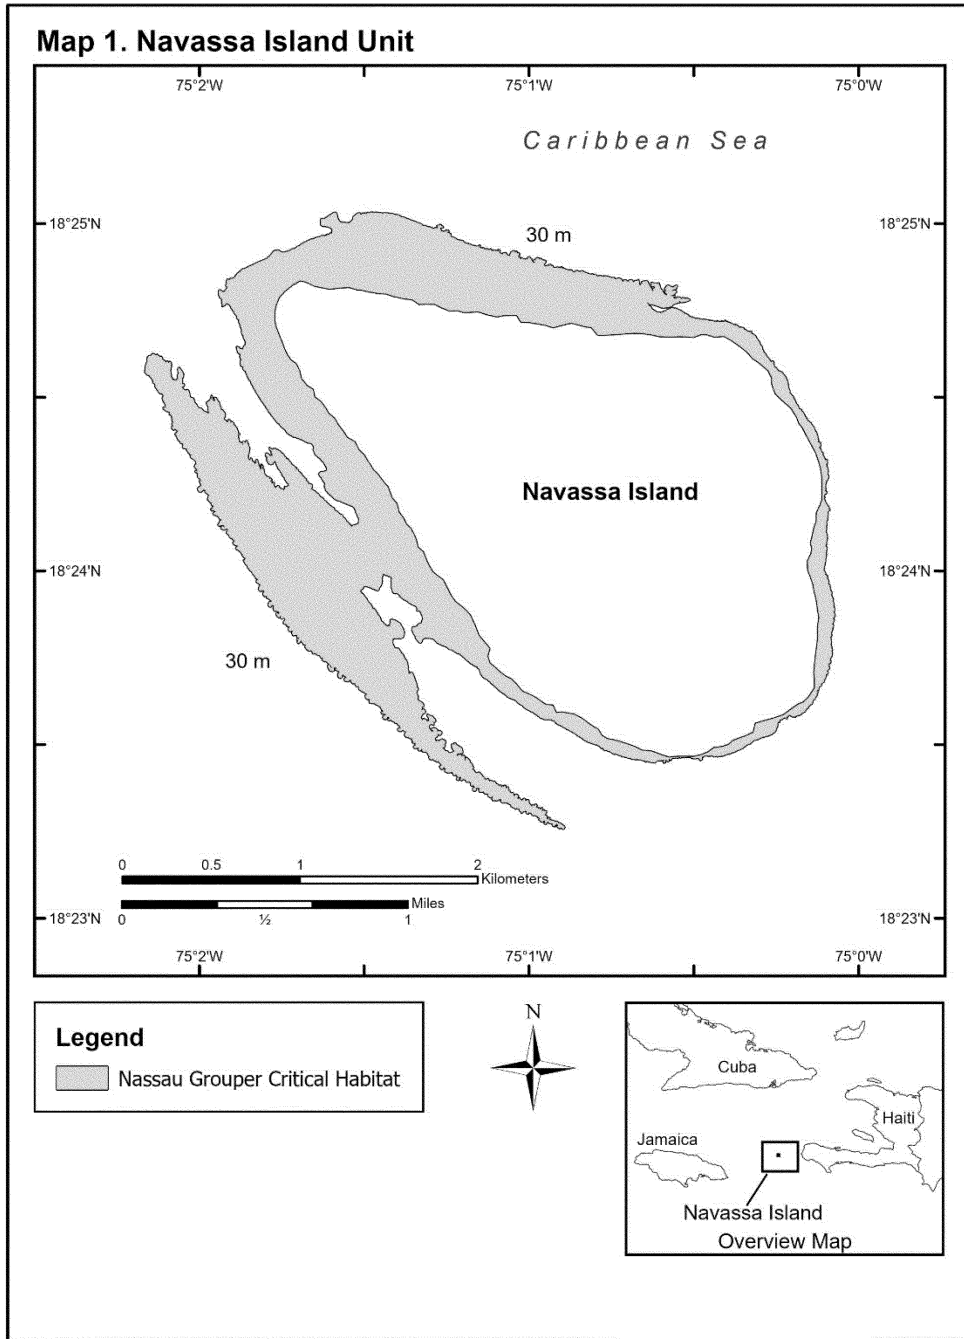 Map 1. Navassa Island Unit
75°2'W 75°1'W 75°0'W
Caribbean Sea
18°25'N 18°25'N
30 m
Navassa Island
18°24'N 18°24'N
30 m
0 0.5 1 2
Kilometers
Miles
0 ½ 1
18°23'N 18°23'N
75°2'W 75°1'W 75°0'W
Legend
Nassau Grouper Critical Habitat
N
Cuba
Haiti
Jamaica
Navassa Island
Overview Map